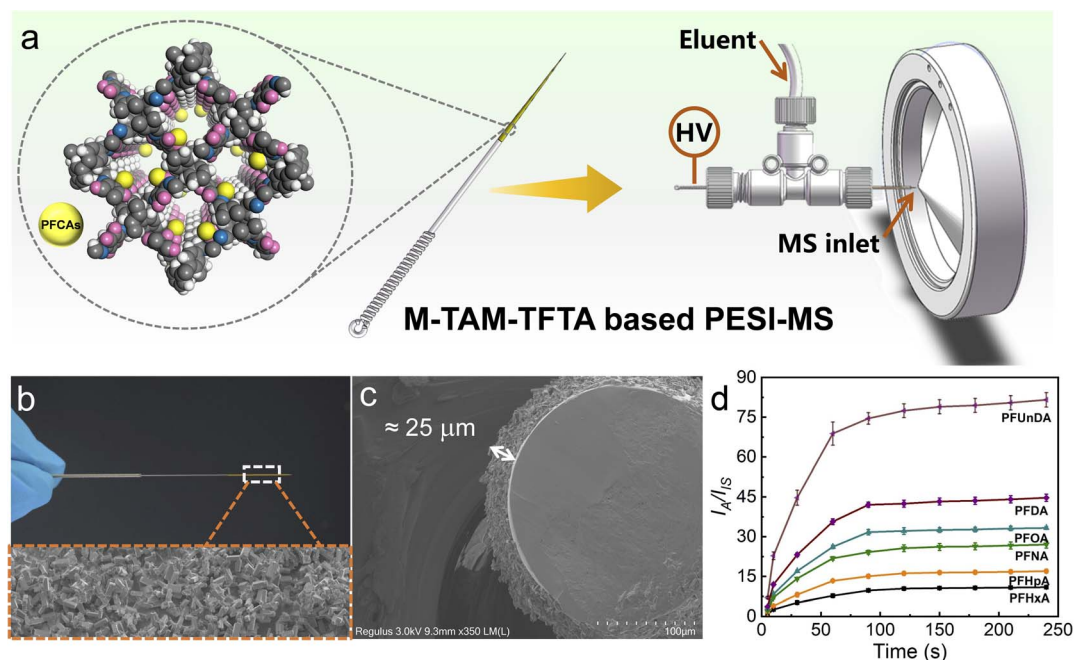 a
Eluent
HV
PFCAs
MS inlet
M-TAM-TFTA based PESI-MS
b
c
≈ 25 μm
Regulus 3.0kV 9.3mm x350 LM(L)
100μm
d
90
75
60
45
30
15
0
I_A/I_IS
PFUnDA
PFDA
PFOA
PFNA
PFHpA
PFHxA
0 50 100 150 200 250
Time (s)